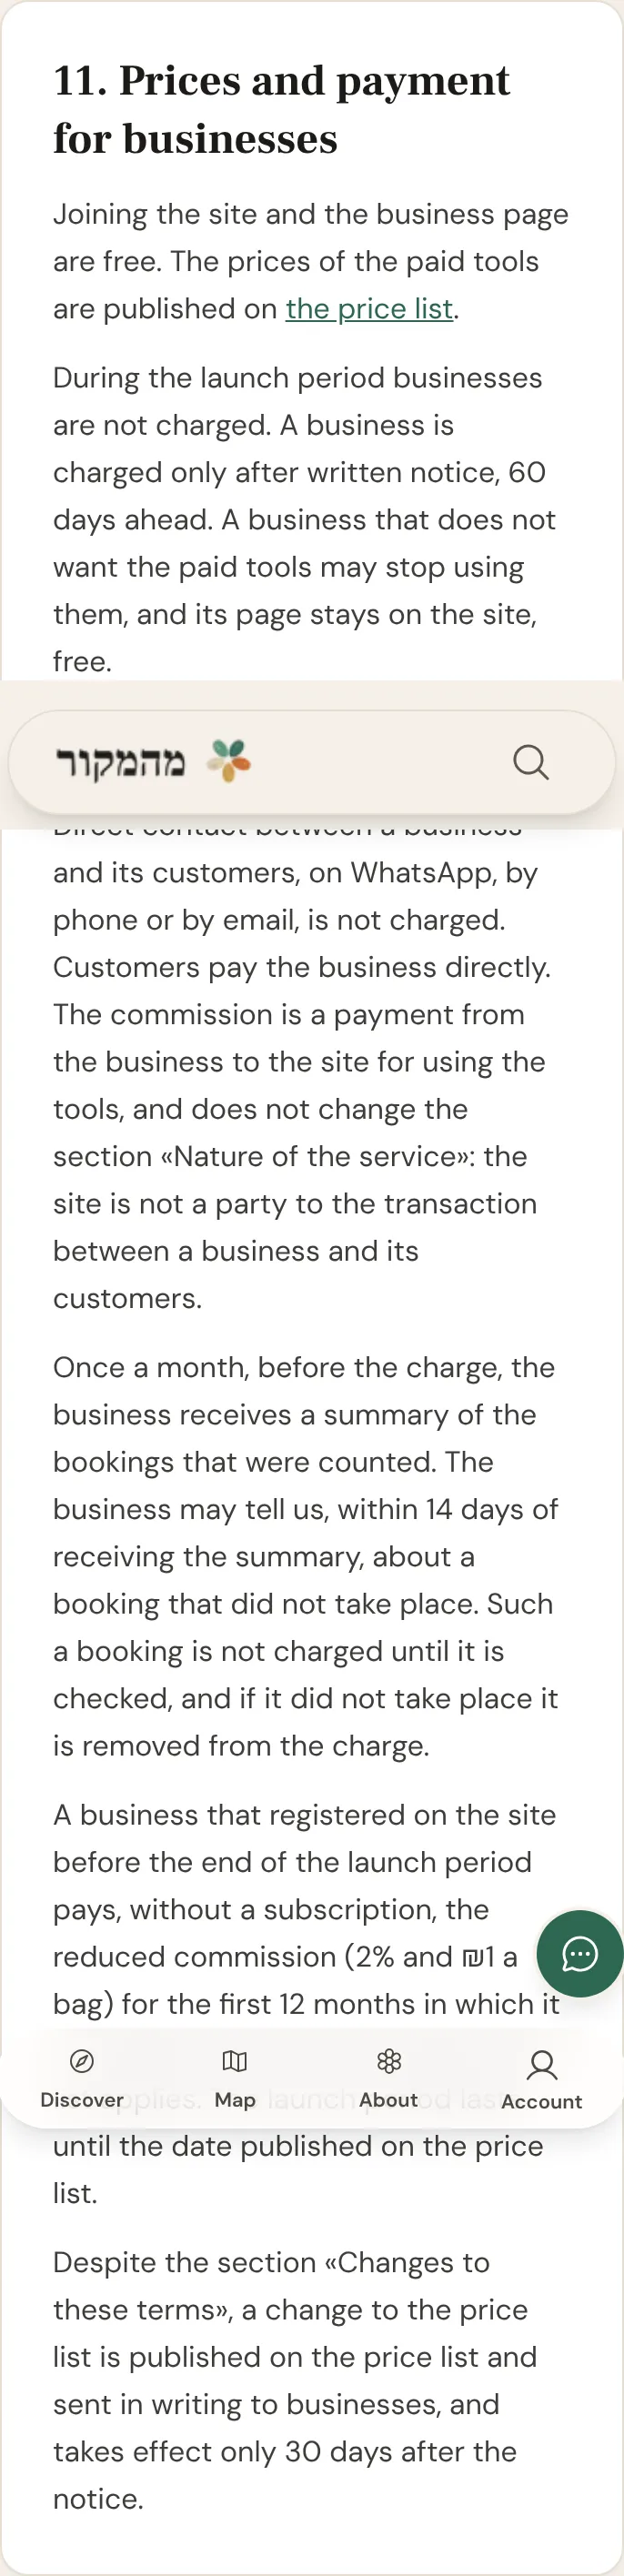 11. Prices and payment
for businesses
Joining the site and the business page
are free. The prices of the paid tools
are published on the price list.
During the launch period businesses
are not charged. A business is
charged only after written notice, 60
days ahead. A business that does not
want the paid tools may stop using
them, and its page stays on the site,
free.
מהמקור
Direct contact between a business
and its customers, on WhatsApp, by
phone or by email, is not charged.
Customers pay the business directly.
The commission is a payment from
the business to the site for using the
tools, and does not change the
section «Nature of the service»: the
site is not a party to the transaction
between a business and its
customers.
Once a month, before the charge, the
business receives a summary of the
bookings that were counted. The
business may tell us, within 14 days of
receiving the summary, about a
booking that did not take place. Such
a booking is not charged until it is
checked, and if it did not take place it
is removed from the charge.
A business that registered on the site
before the end of the launch period
pays, without a subscription, the
reduced commission (2% and ₪1 a
bag) for the first 12 months in which it
applies. launch period lasts
Discover Map About Account
until the date published on the price
list.
Despite the section «Changes to
these terms», a change to the price
list is published on the price list and
sent in writing to businesses, and
takes effect only 30 days after the
notice.